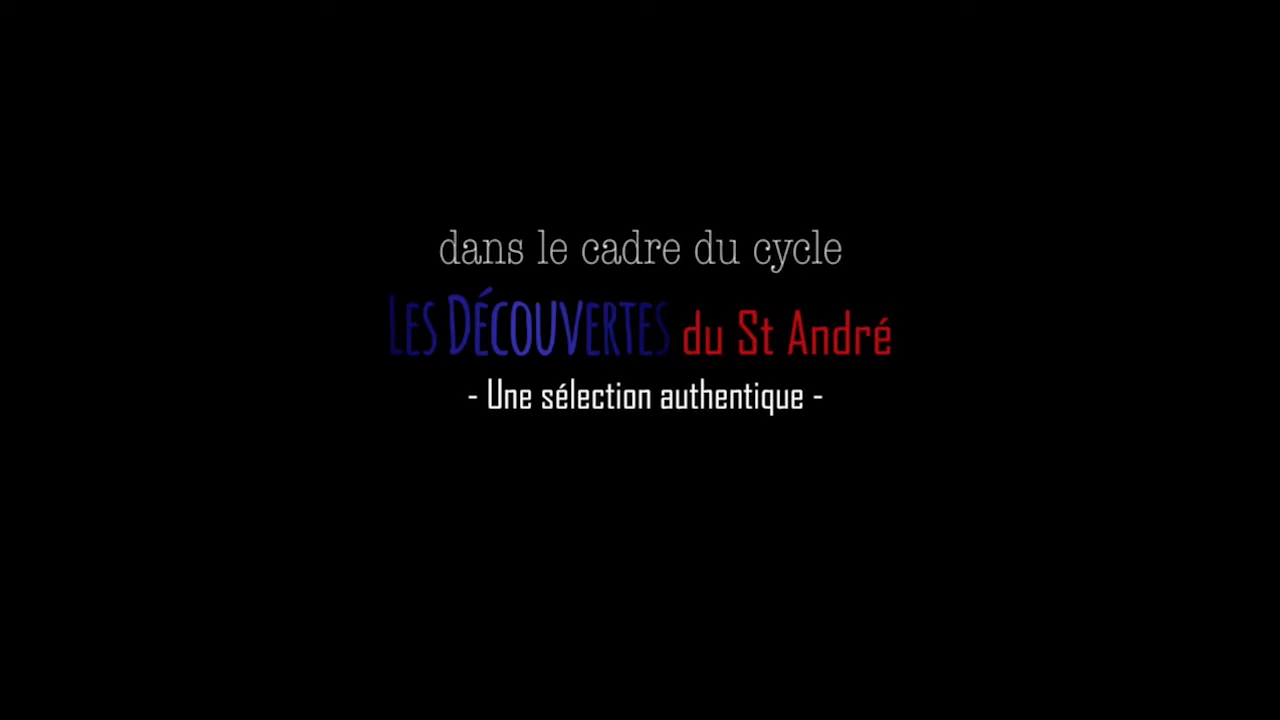 dans le cadre du cycle
LES DÉCOUVERTES du St André
- Une sélection authentique -